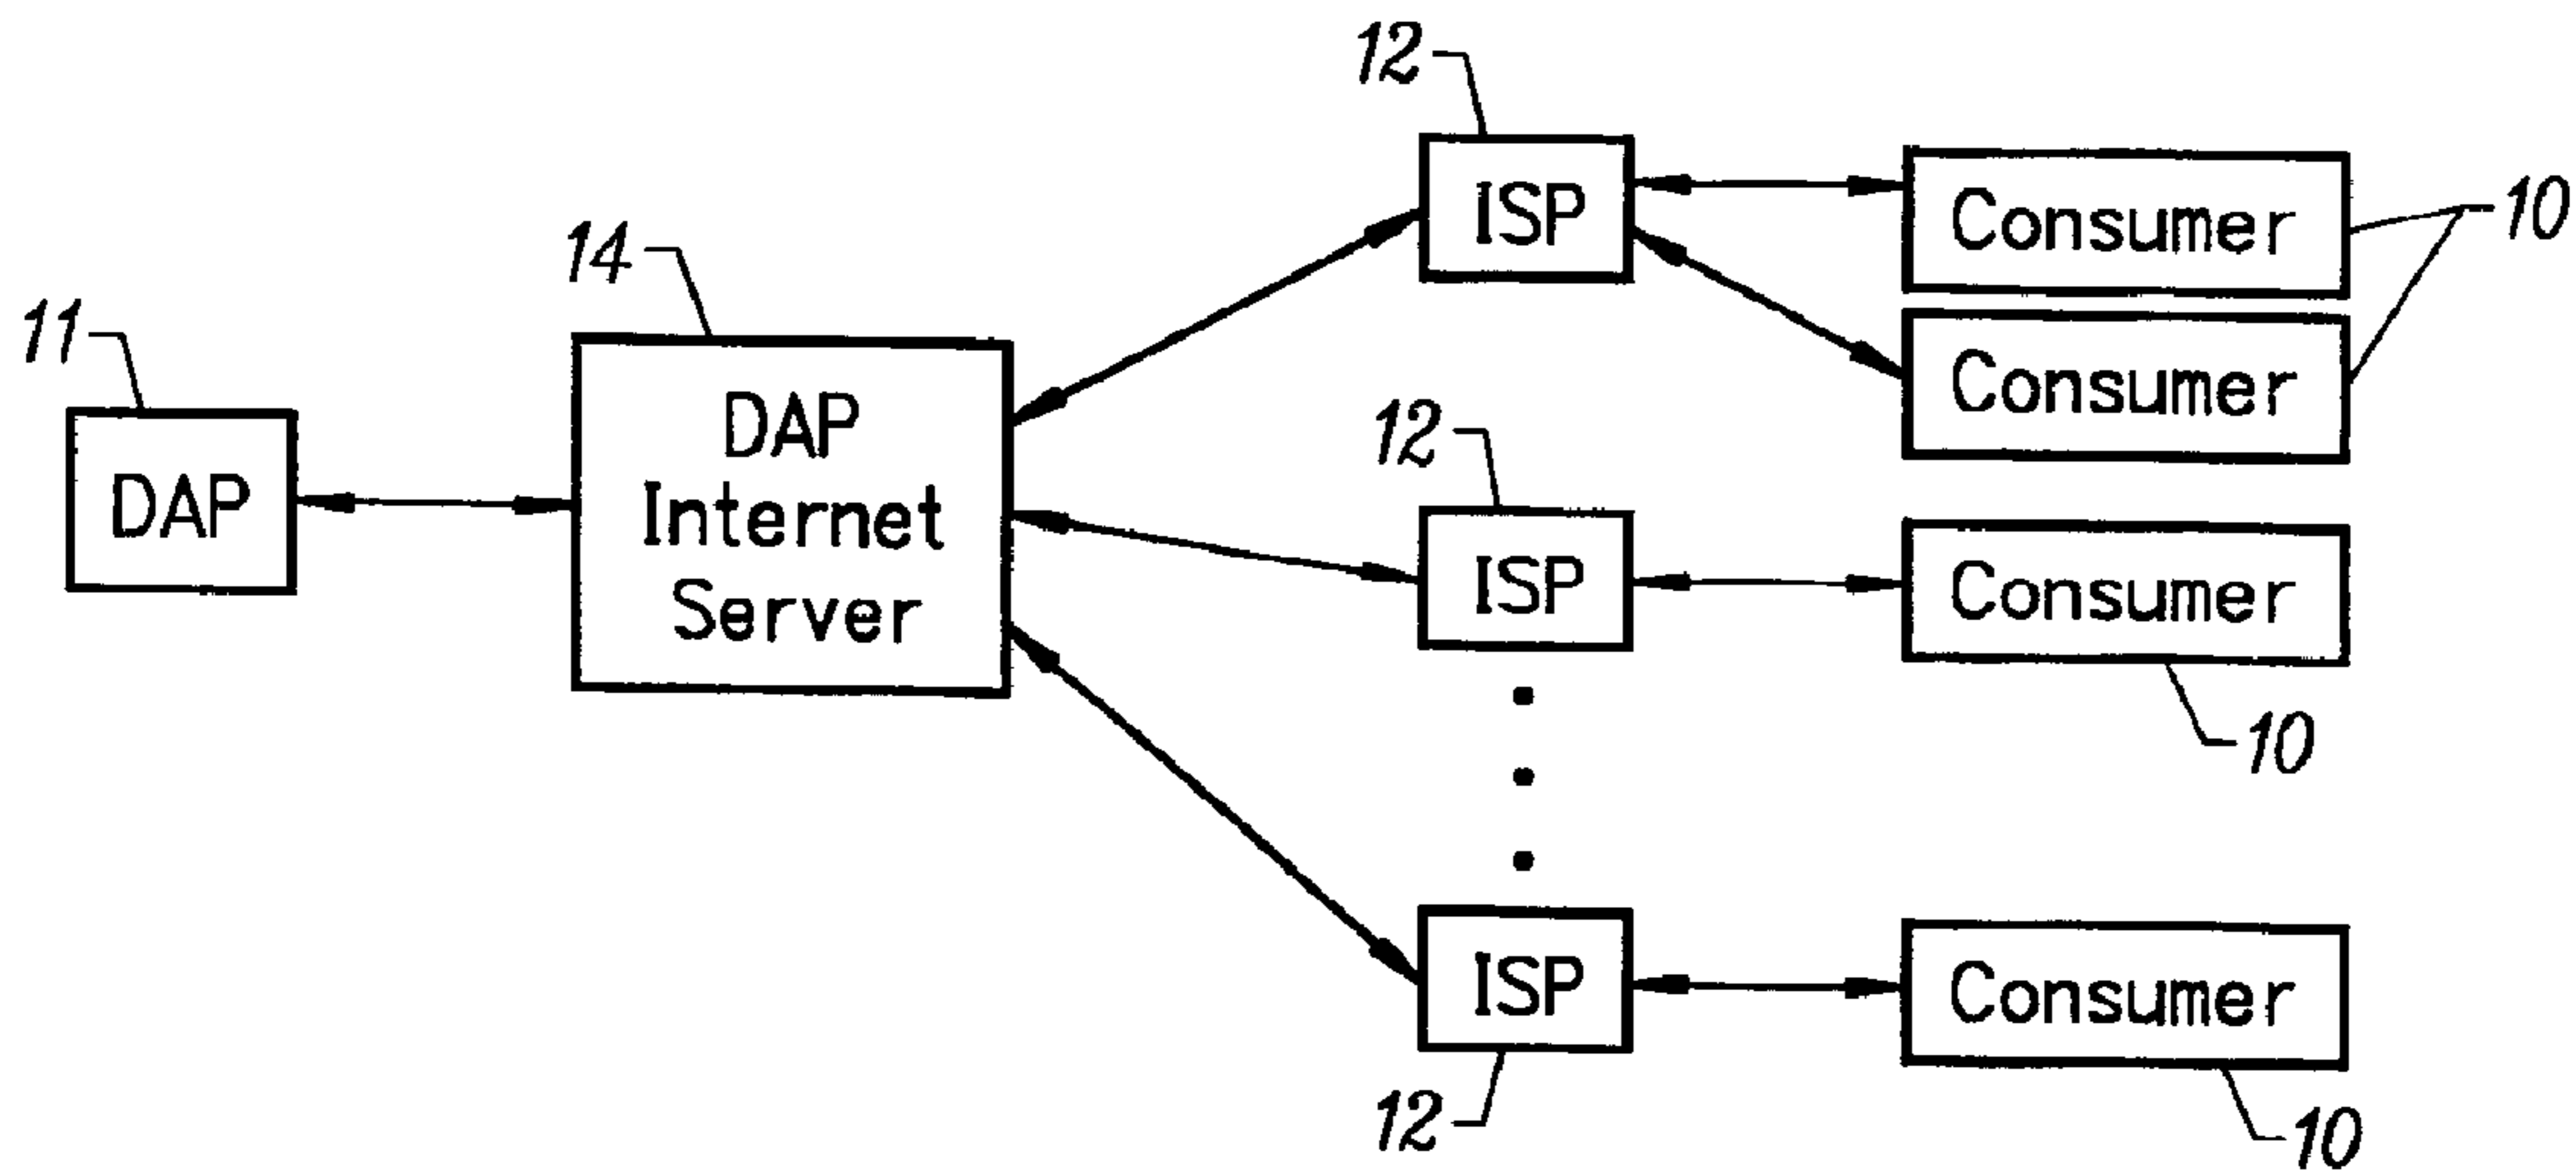 12
ISP
Consumer
10
Consumer
14
11
DAP
DAP
Internet
Server
12
ISP
Consumer
10
ISP
Consumer
12
10